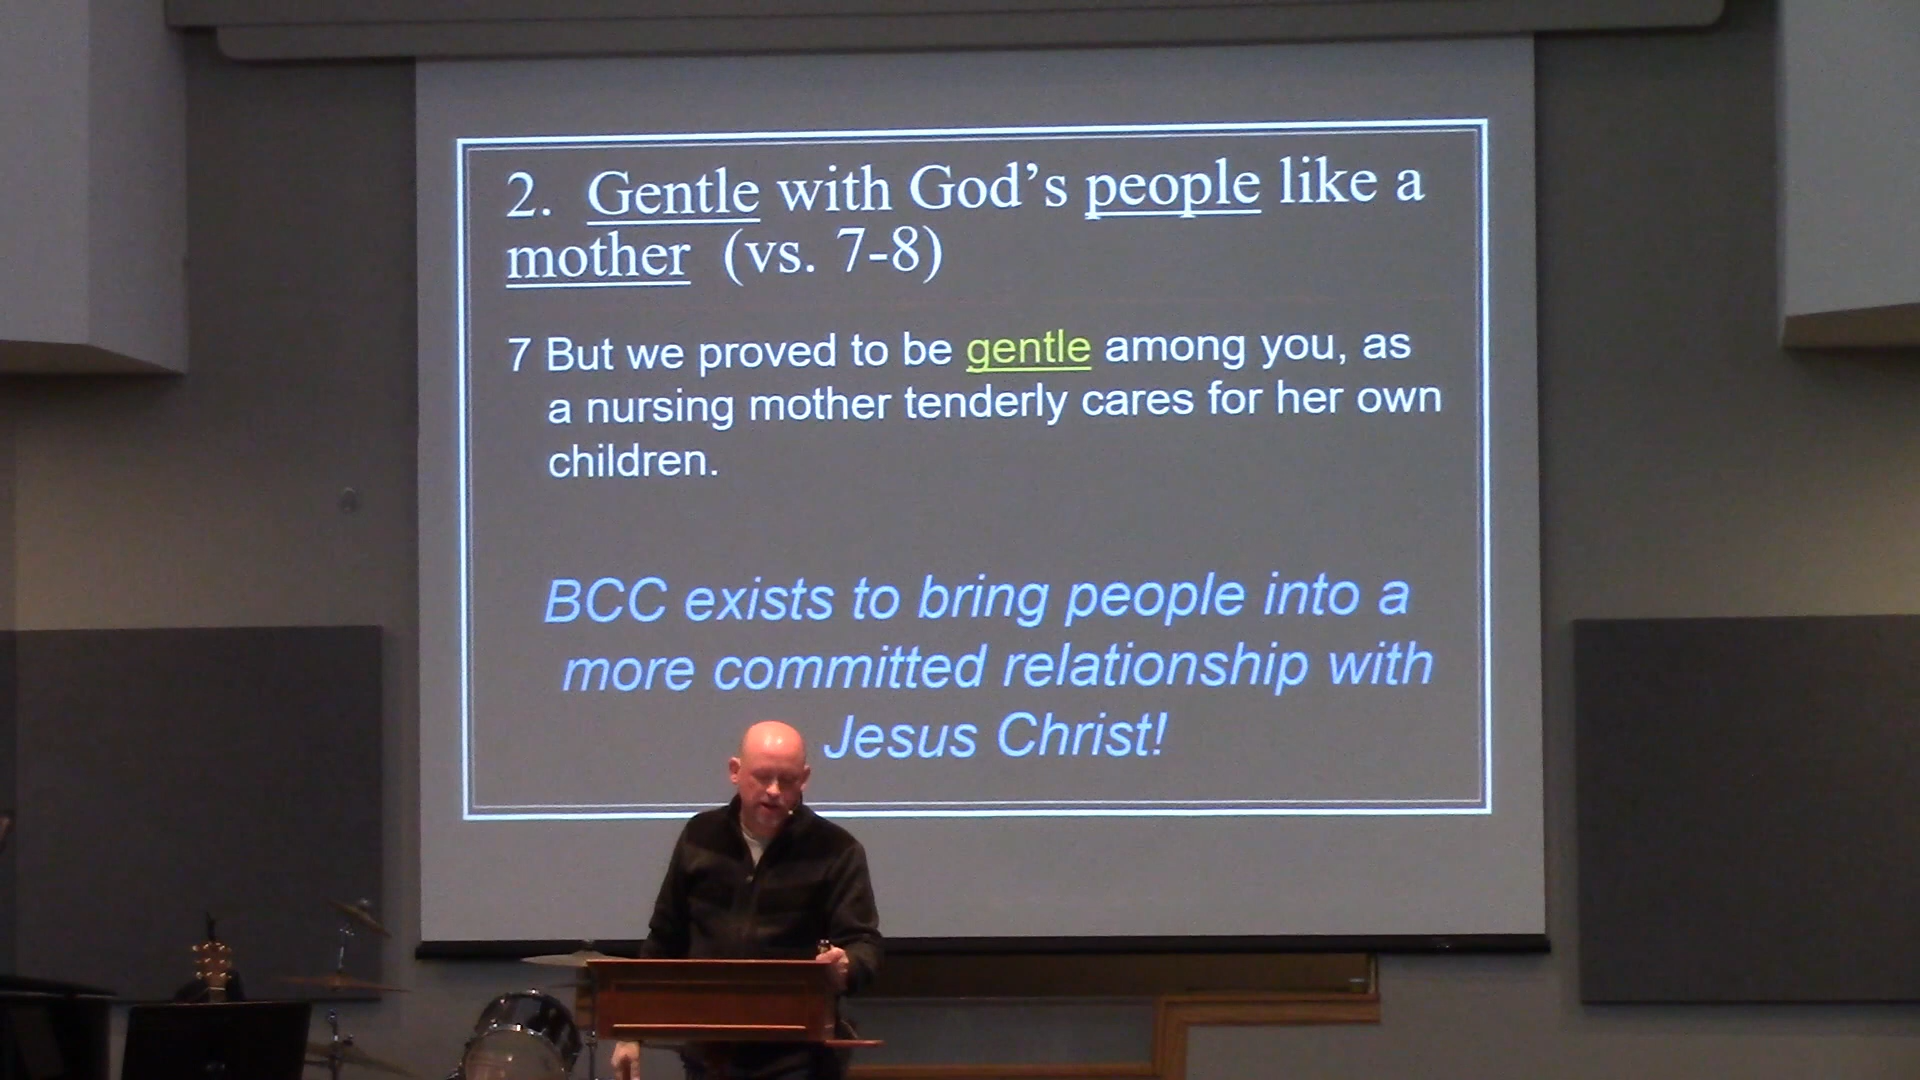 2. Gentle with God's people like a
mother (vs. 7-8)
7 But we proved to be gentle among you, as
a nursing mother tenderly cares for her own
children.
BCC exists to bring people into a
more committed relationship with
Jesus Christ!